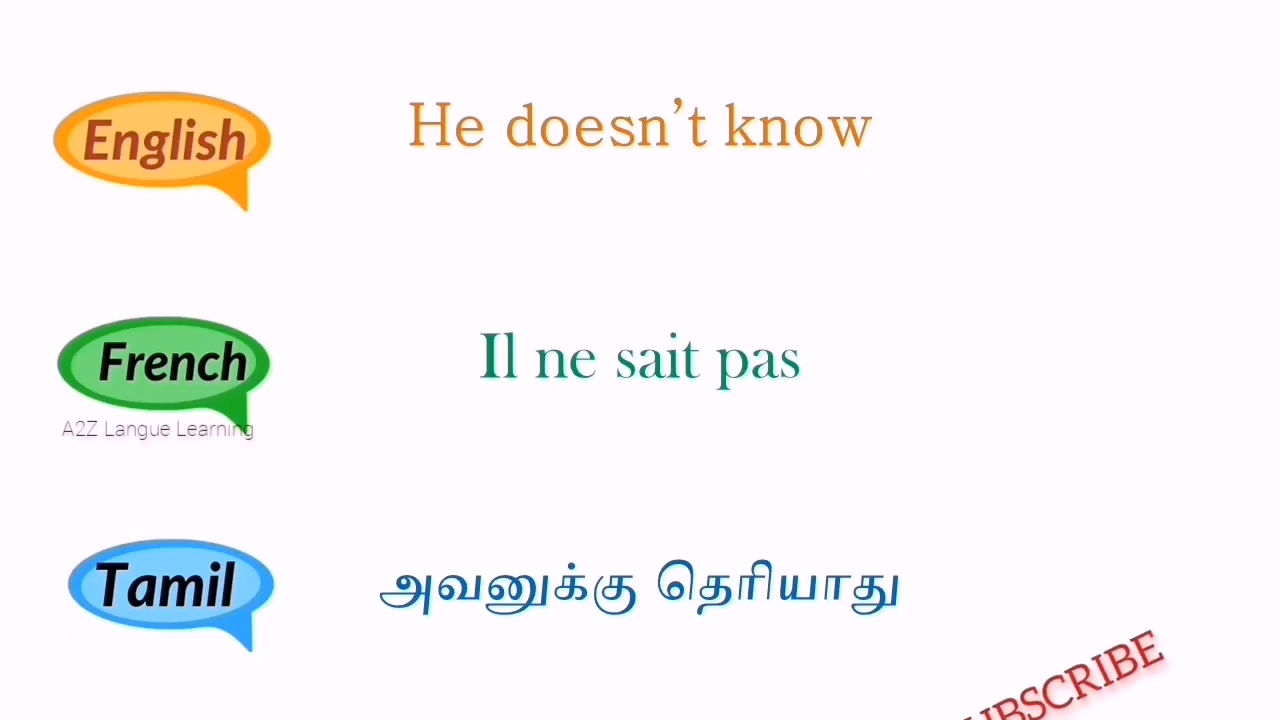 English
He doesn’t know
French
Il ne sait pas
A2Z Langue Learning
Tamil
அவனுக்கு தெரியாது